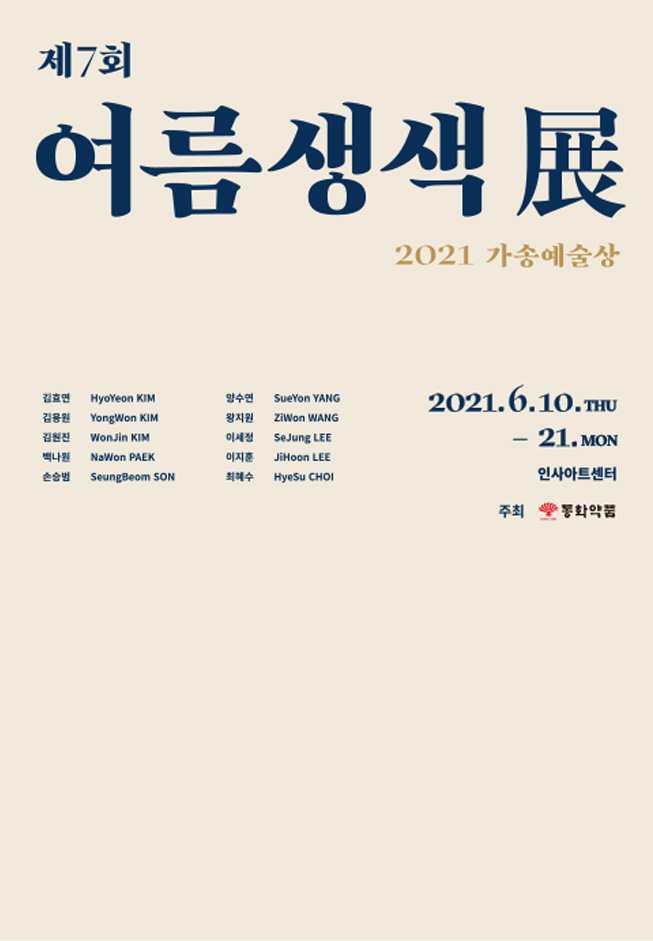 제7회
여름생색展
2021 가송예술상
김효연 HyoYeon KIM
김용원 YongWon KIM
김원진 WonJin KIM
백나원 NaWon PAEK
손승범 SeungBeom SON
양수연 SueYon YANG
왕지원 ZiWon WANG
이세정 SeJung LEE
이지훈 JiHoon LEE
최혜수 HyeSu CHOI
2021.6.10.THU
– 21.MON
인사아트센터
주최 동화약품